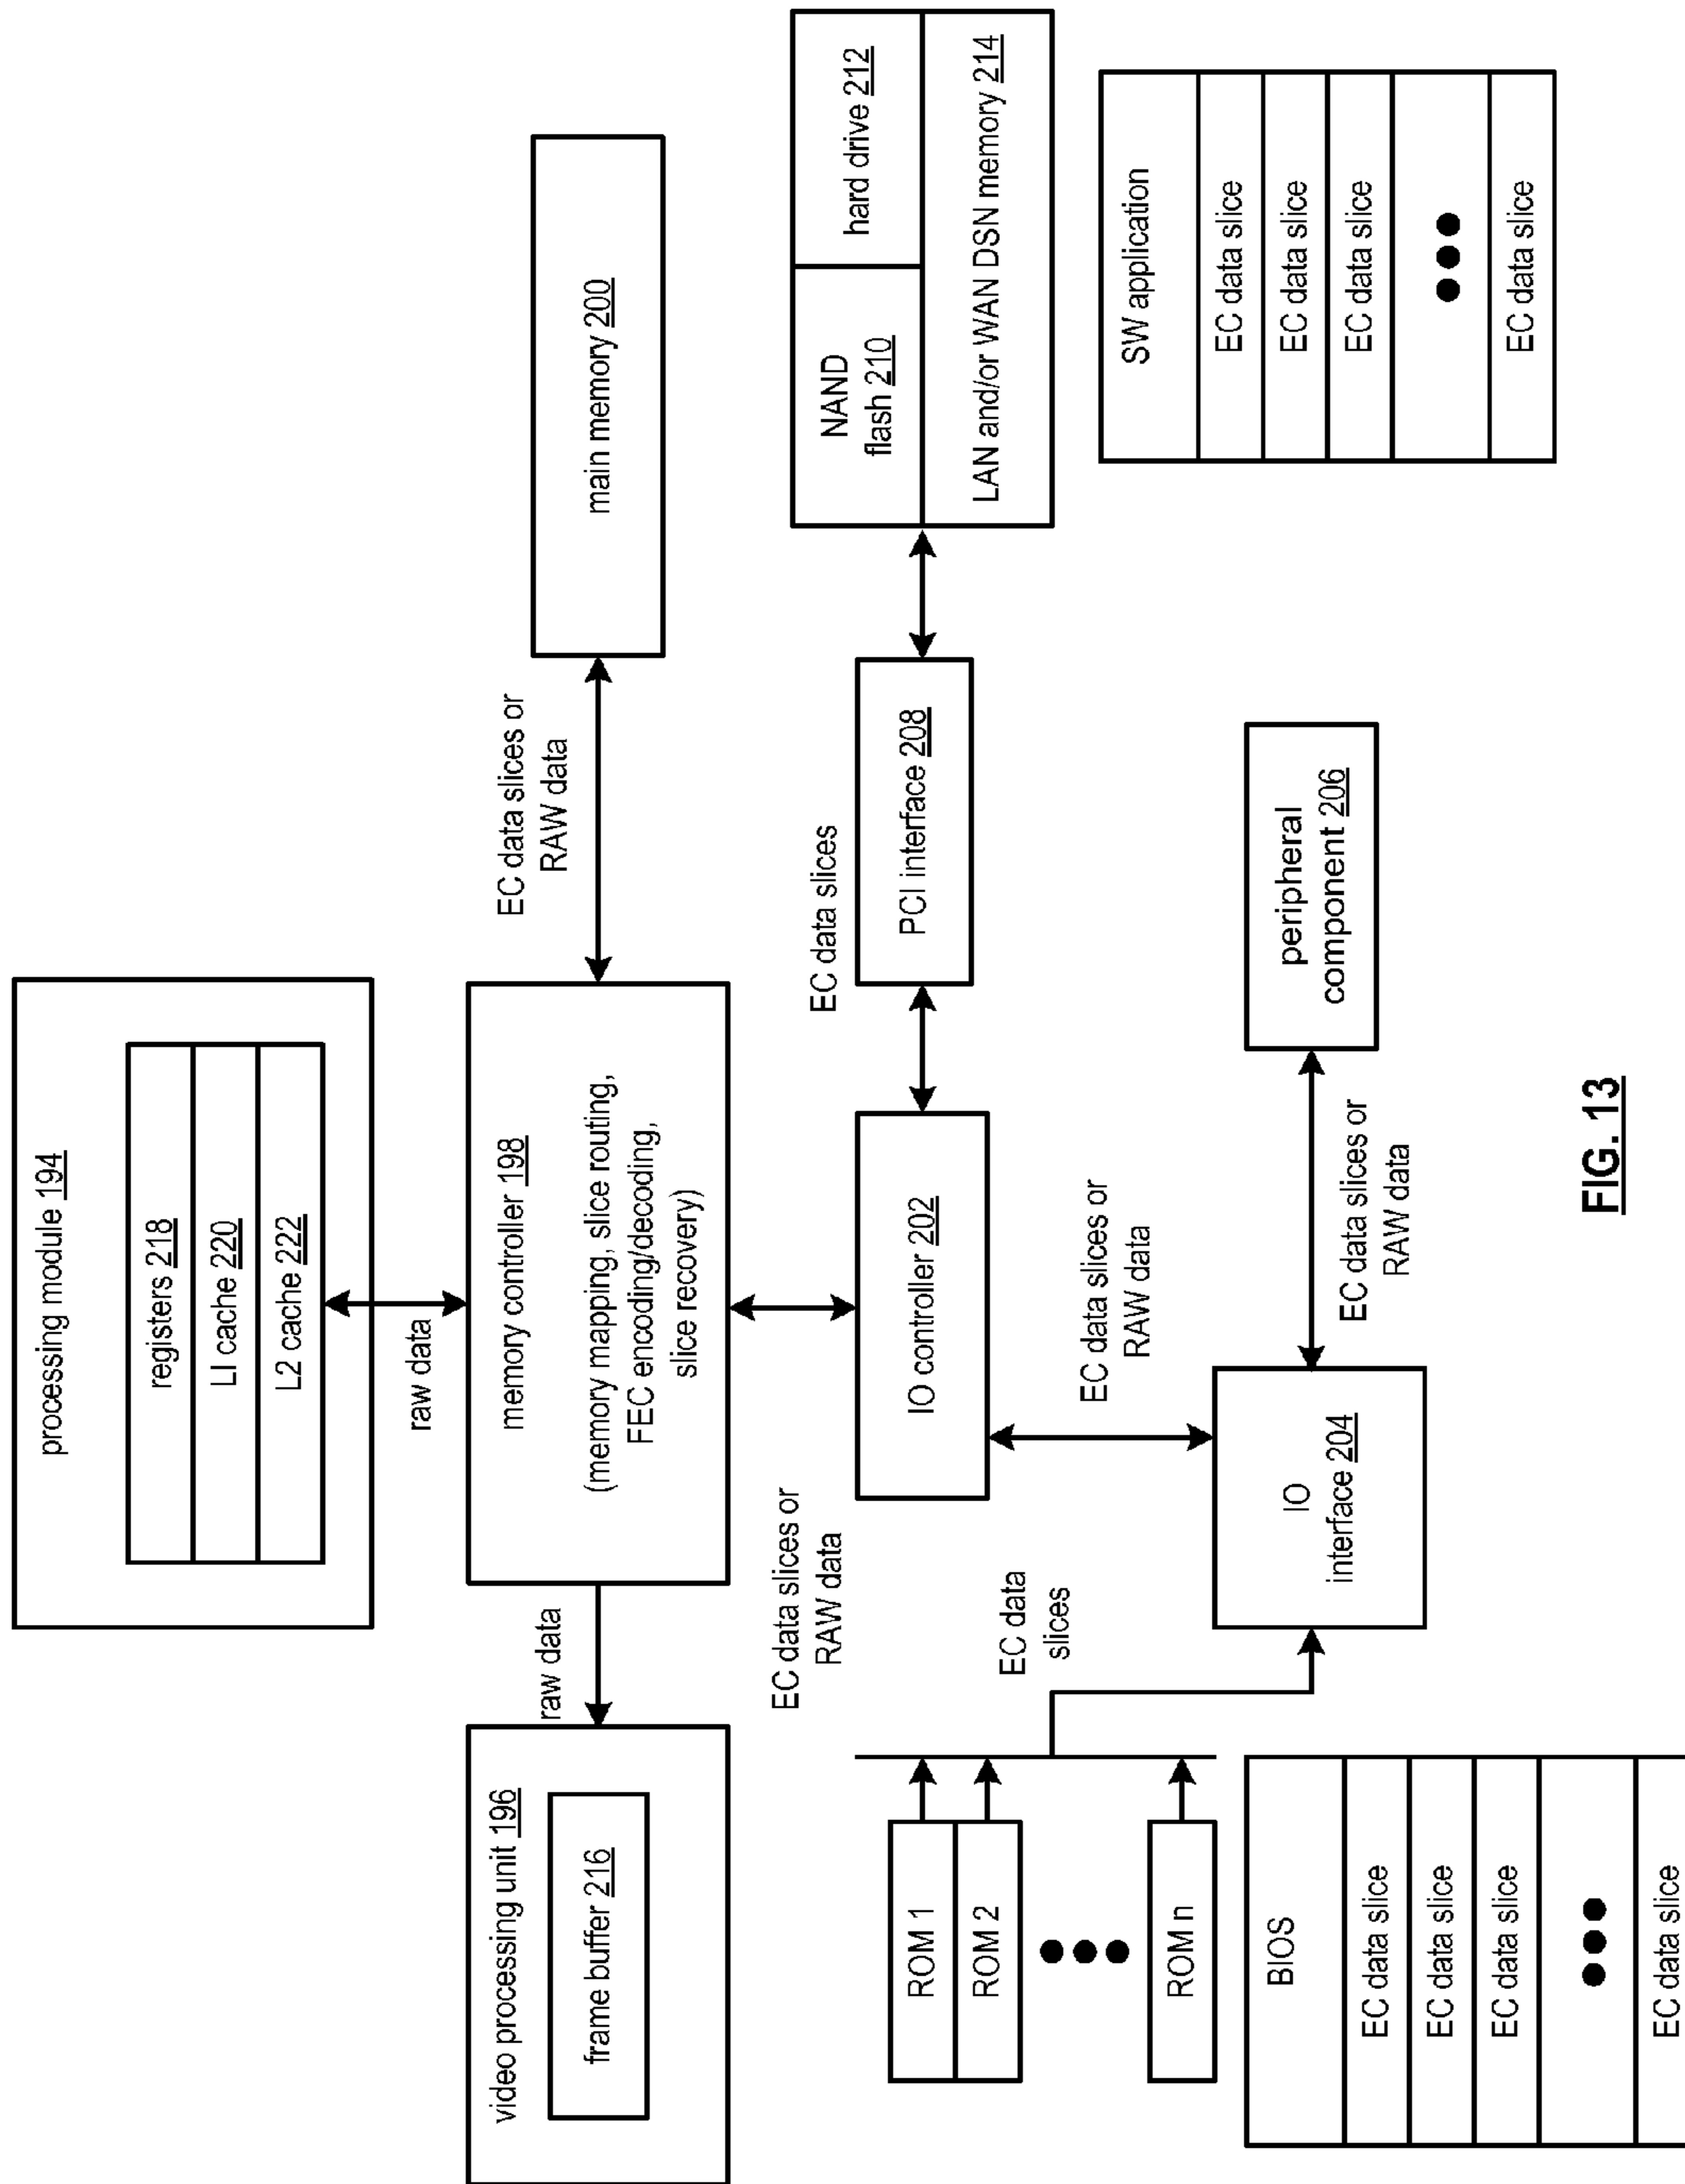 processing module 194
registers 218
LI cache 220
L2 cache 222
raw data
video processing unit 196
frame buffer 216
raw data
memory controller 198
(memory mapping, slice routing,
FEC encoding/decoding,
slice recovery)
EC data slices or
RAW data
main memory 200
EC data slices or
RAW data
IO controller 202
EC data slices
PCI interface 208
NAND
flash 210
hard drive 212
LAN and/or WAN DSN memory 214
ROM 1
ROM 2
ROM n
EC data
slices
EC data slices or
RAW data
IO
interface 204
EC data slices or
RAW data
peripheral
component 206
SW application
EC data slice
EC data slice
EC data slice
EC data slice
BIOS
EC data slice
EC data slice
EC data slice
EC data slice
FIG. 13